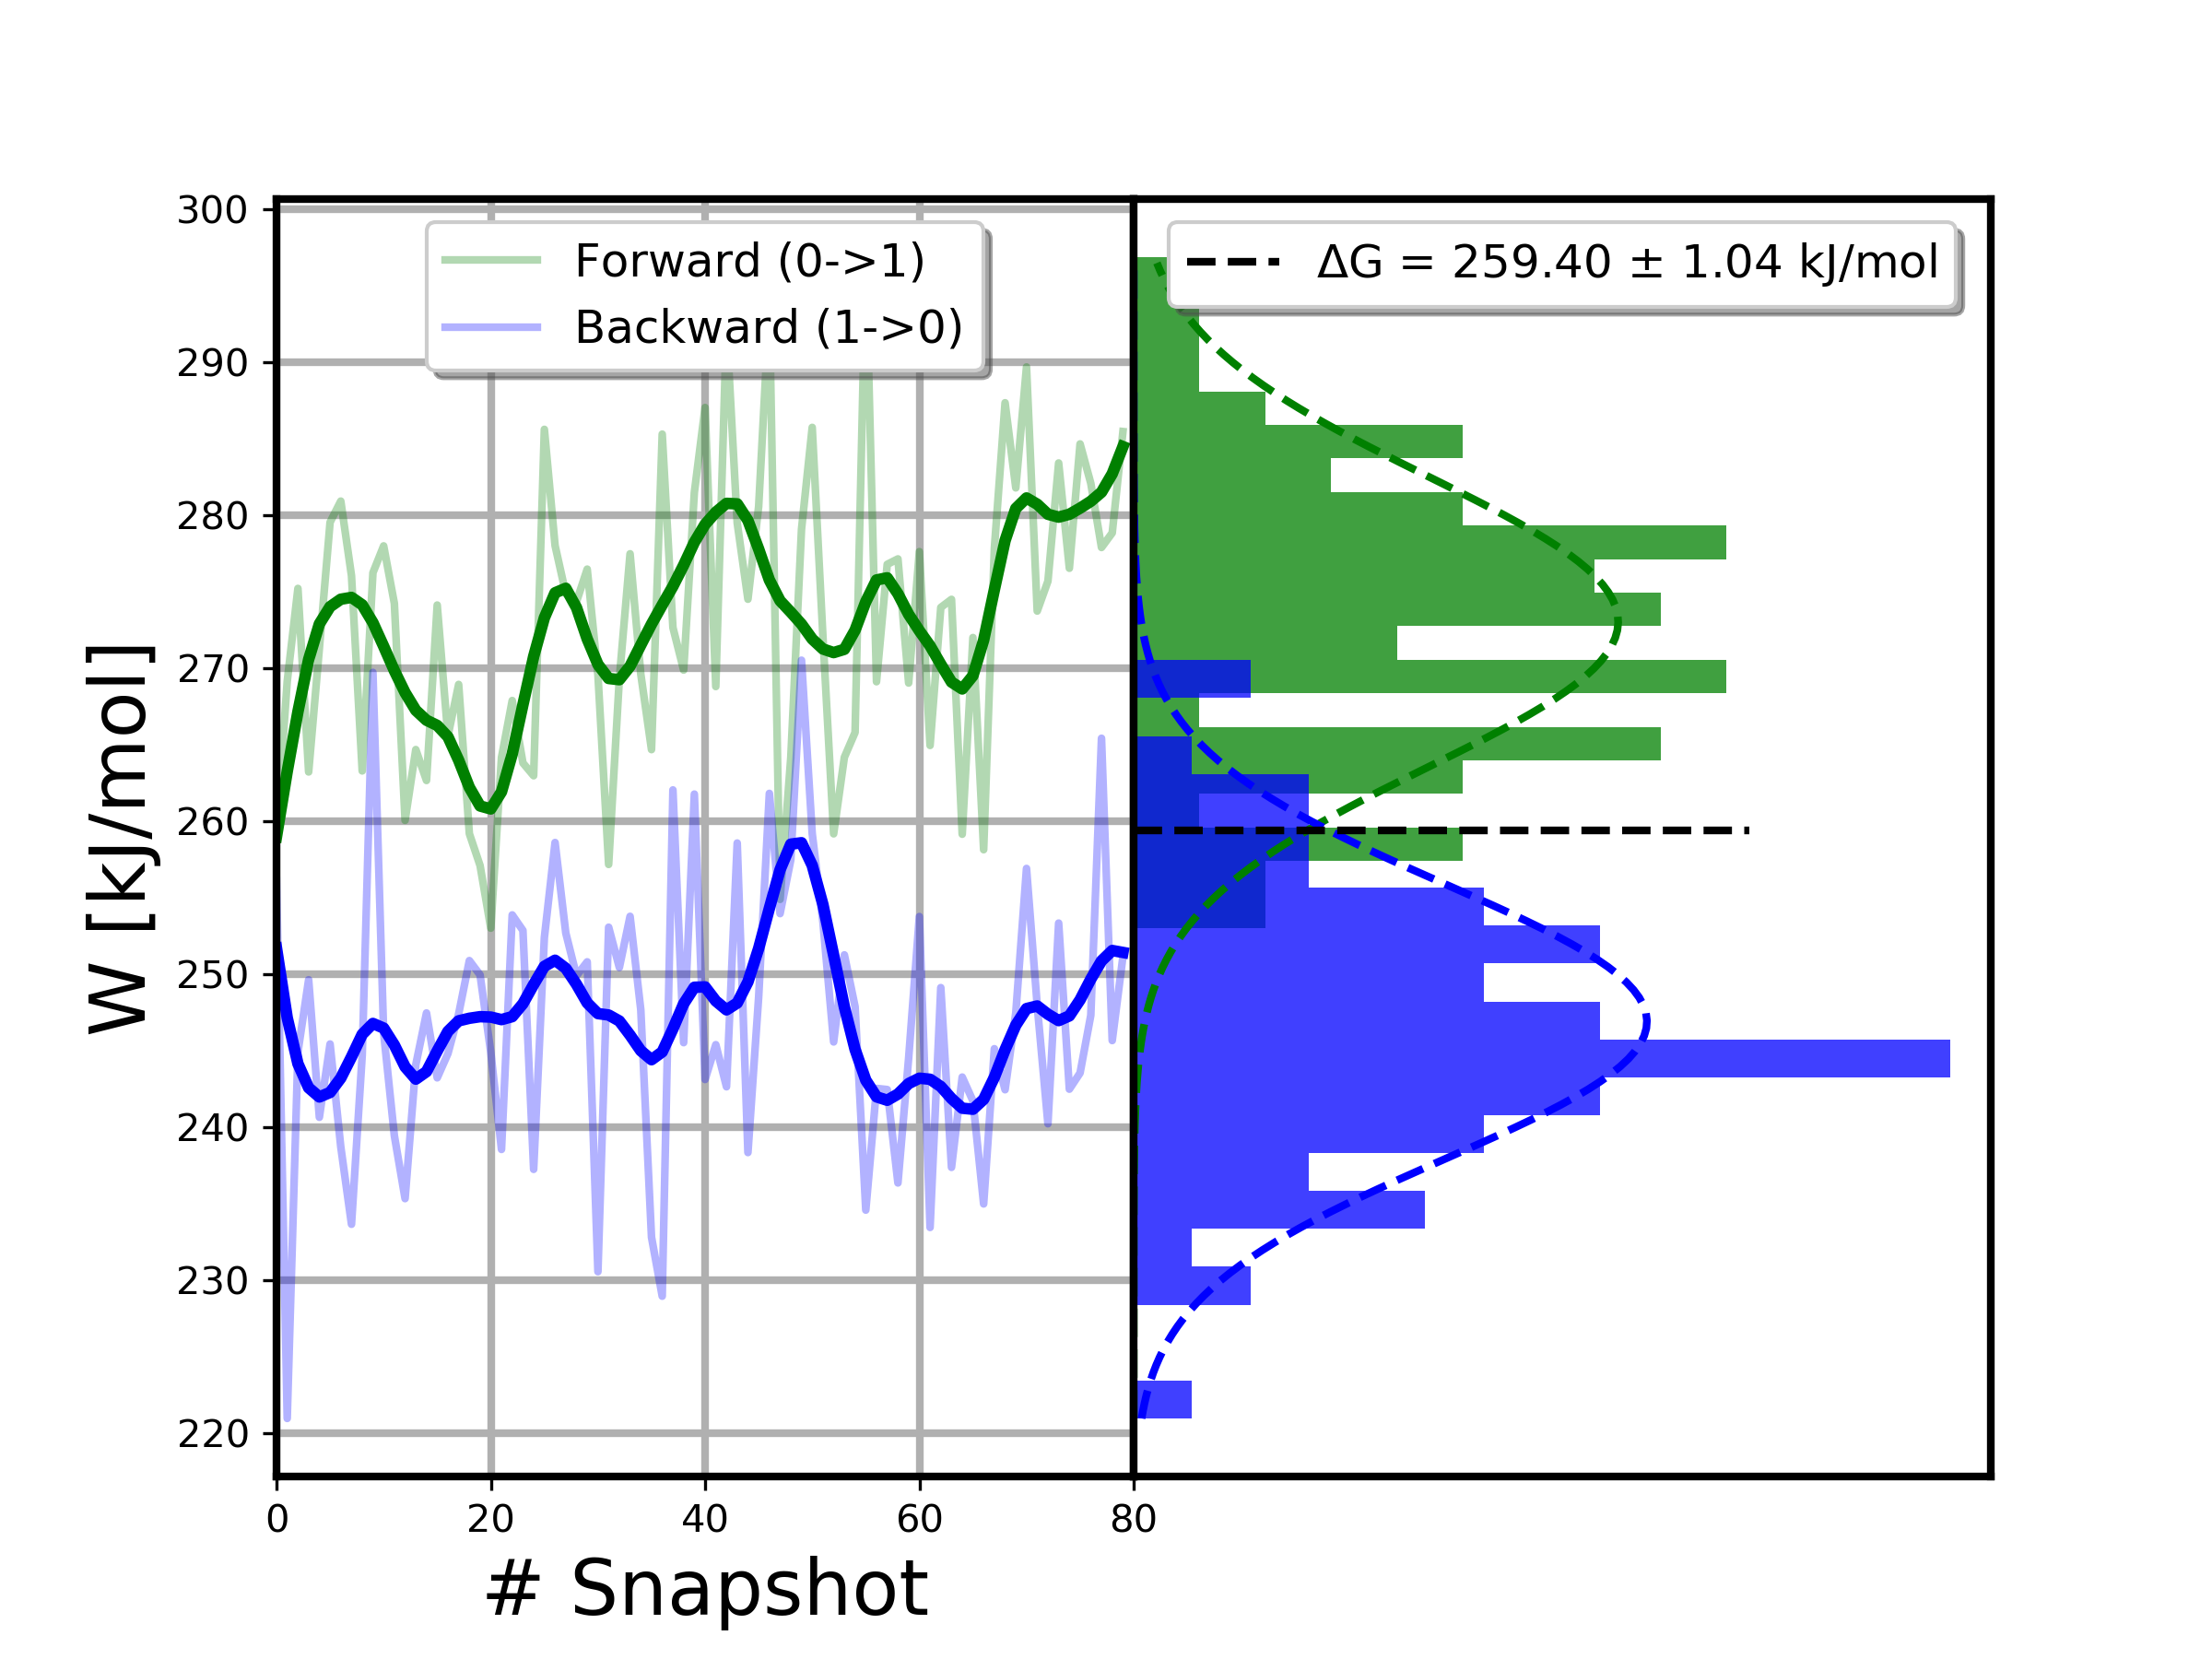 300
290
280
270
260
250
240
230
220
W [kJ/mol]
Forward (0->1)
Backward (1->0)
ΔG = 259.40 ± 1.04 kJ/mol
0 20 40 60 80
# Snapshot